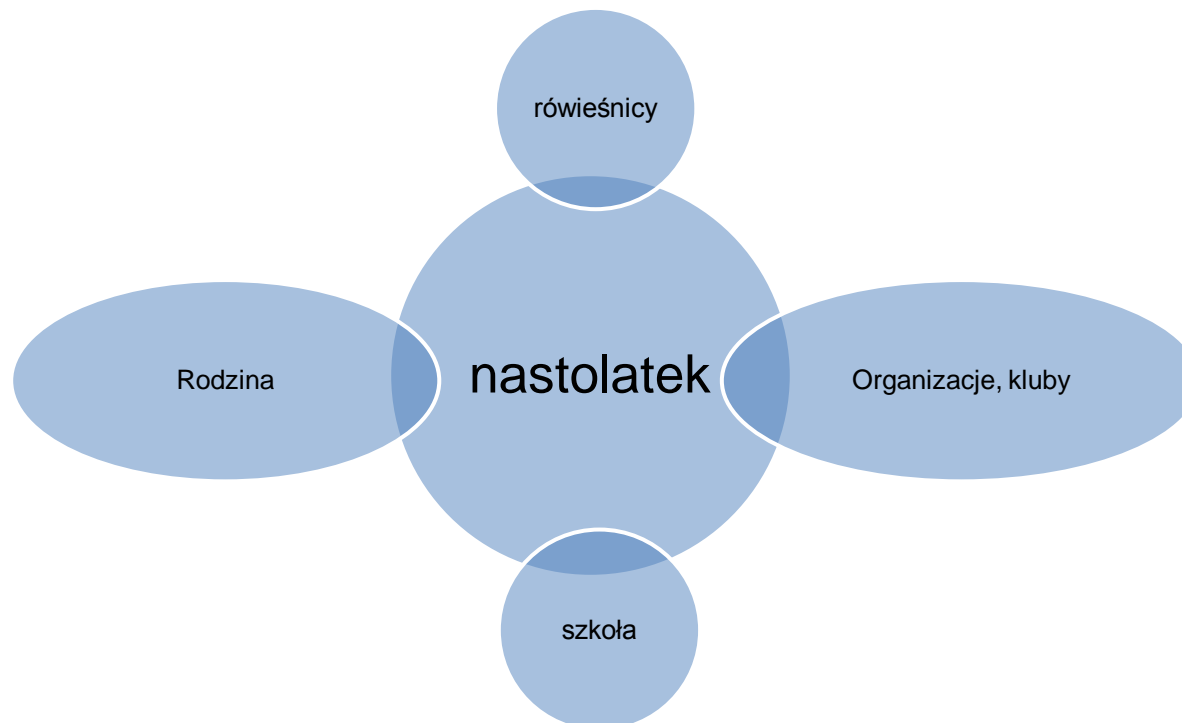 rówieśnicy
Rodzina
nastolatek
Organizacje, kluby
szkoła